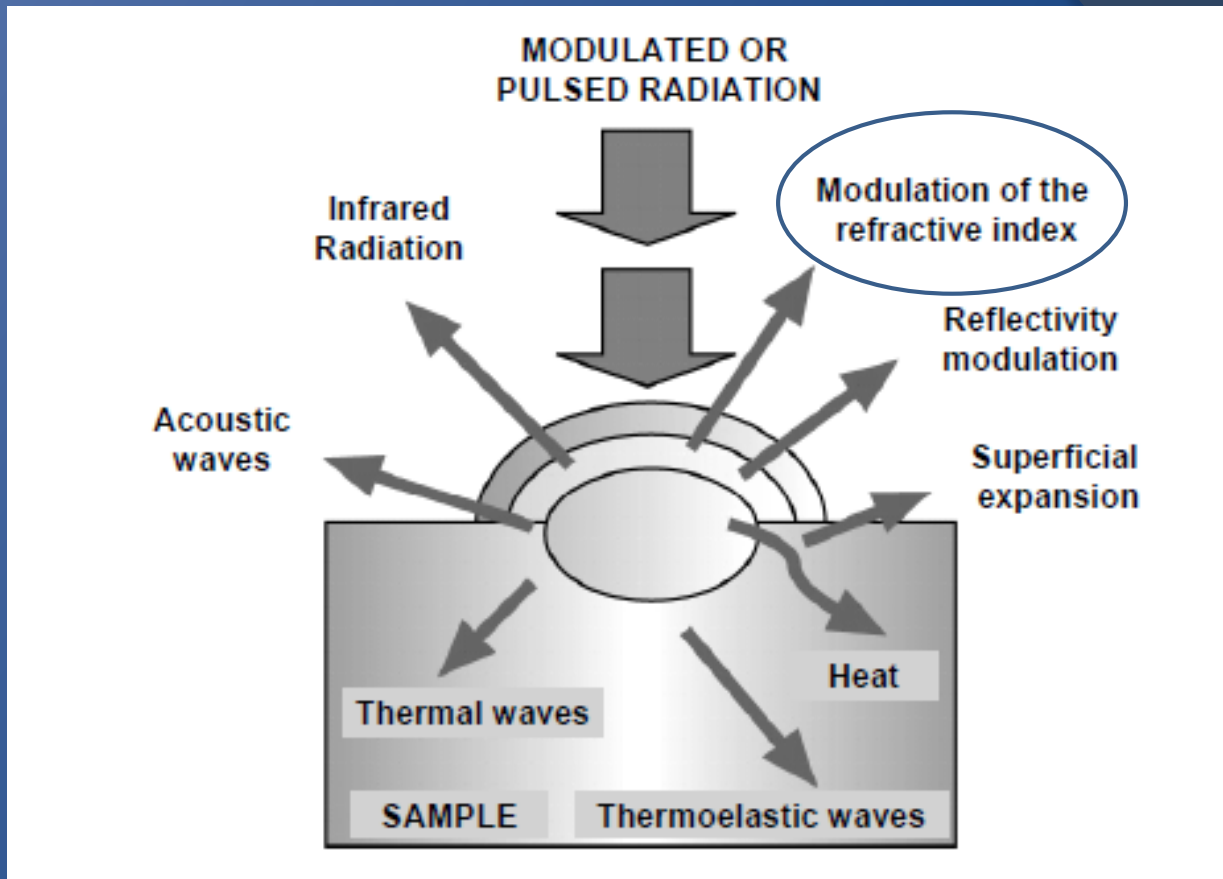 MODULATED OR
PULSED RADIATION
Modulation of the
refractive index
Infrared
Radiation
Reflectivity
modulation
Acoustic
waves
Superficial
expansion
Heat
Thermal waves
SAMPLE
Thermoelastic waves